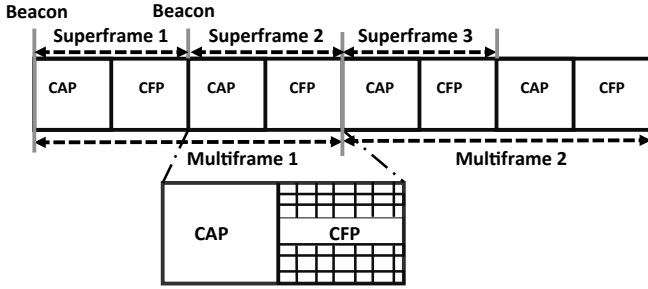 Beacon Beacon
Superframe 1 Superframe 2 Superframe 3
CAP CFP CAP CFP CAP CFP CAP CFP
Multiframe 1 Multiframe 2
CAP CFP